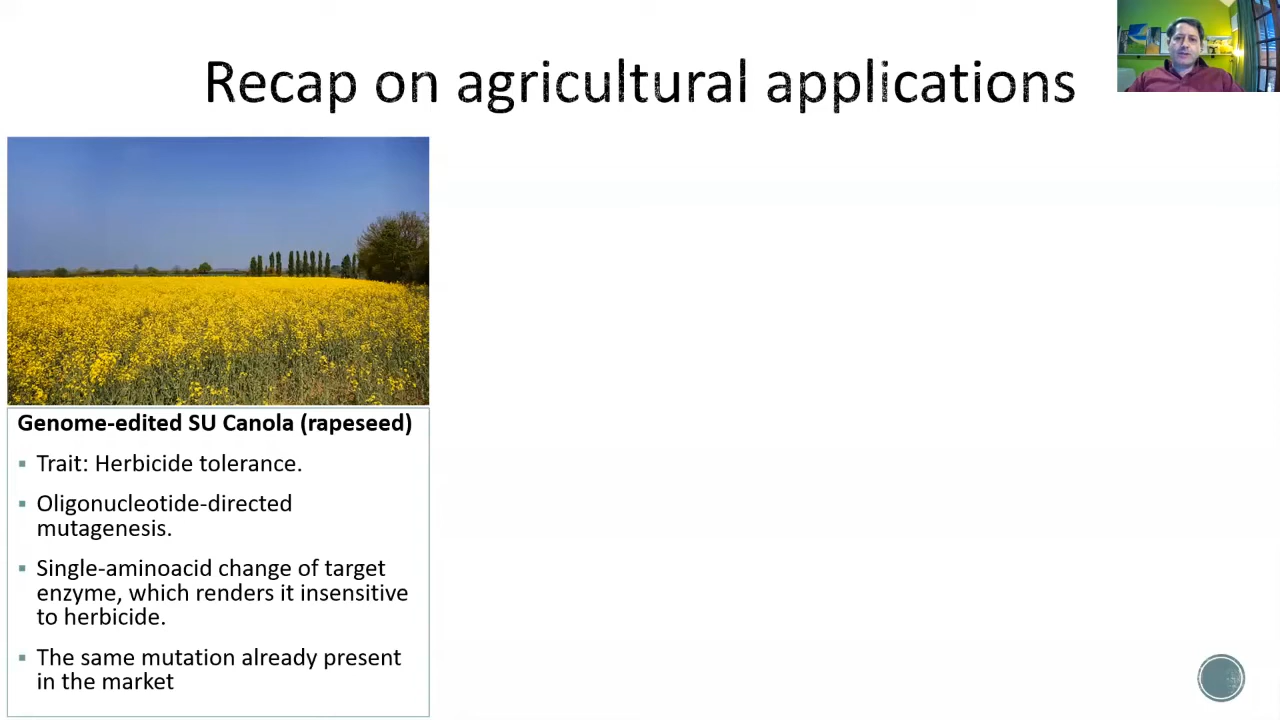 Recap on agricultural applications
Genome-edited SU Canola (rapeseed)
▪ Trait: Herbicide tolerance.
▪ Oligonucleotide-directed
mutagenesis.
▪ Single-aminoacid change of target
enzyme, which renders it insensitive
to herbicide.
▪ The same mutation already present
in the market